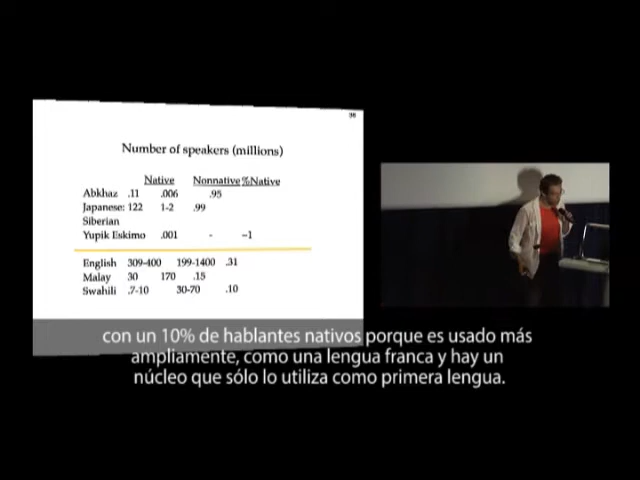 38
Number of speakers (millions)
Native Nonnative %Native
Abkhaz .11 .006 .95
Japanese: 122 1-2 .99
Siberian
Yupik Eskimo .001 - ~1
English 309-400 199-1400 .31
Malay 30 170 .15
Swahili .7-10 30-70 .10
con un 10% de hablantes nativos porque es usado más
ampliamente, como una lengua franca y hay un
núcleo que sólo lo utiliza como primera lengua.